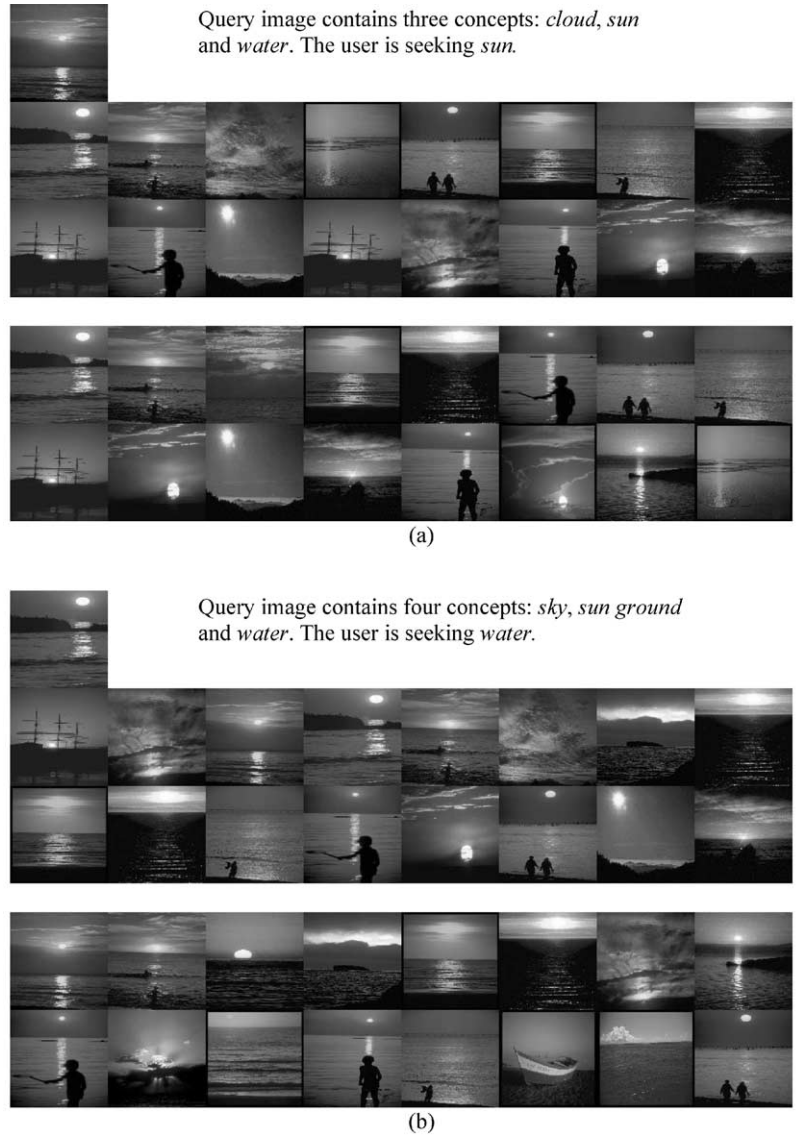 Query image contains three concepts: cloud, sun
and water. The user is seeking sun.
(a)
Query image contains four concepts: sky, sun ground
and water. The user is seeking water.
(b)